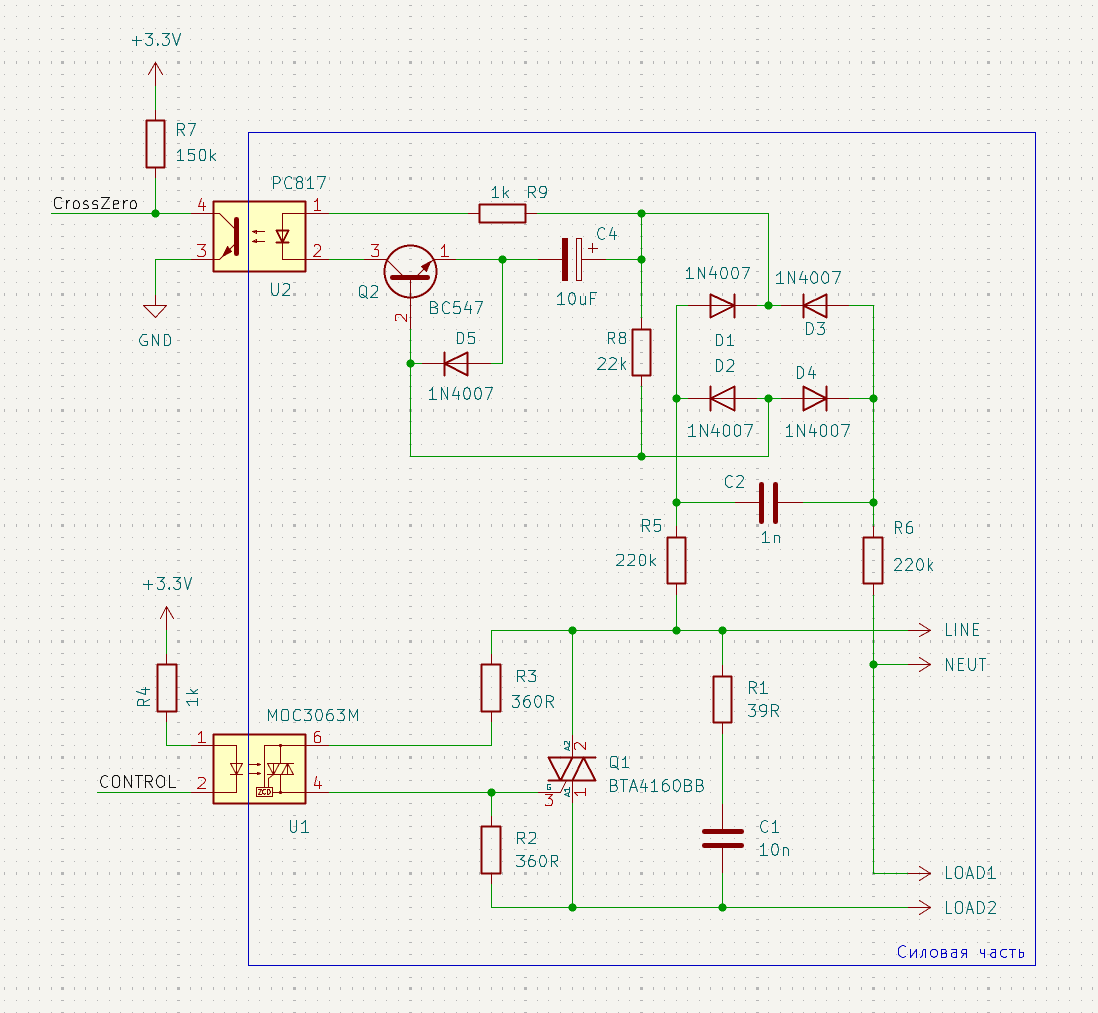 +3.3V
R7
150k
CrossZero
4
PC817
1
3
2
U2
GND
1k R9
3
1
Q2
BC547
2
D5
1N4007
C4
+
10uF
R8
22k
1N4007
1N4007
D1
D3
D2
D4
1N4007
1N4007
C2
1n
R5
220k
R6
220k
LINE
NEUT
+3.3V
R4
1k
MOC3063M
1
6
CONTROL
2
4
ZCD
U1
R3
360R
R1
39R
A2
2
Q1
BTA4160BB
G
3
A1
1
R2
360R
C1
10n
LOAD1
LOAD2
Силовая часть